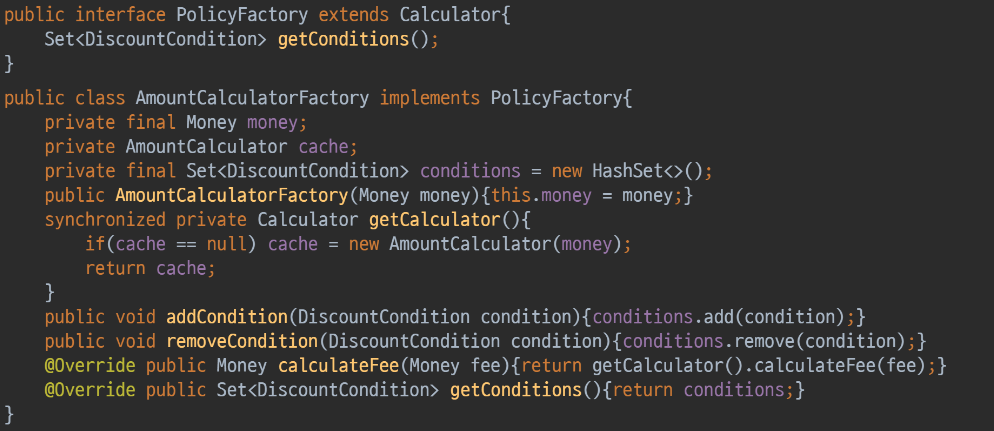 public interface PolicyFactory extends Calculator{
    Set<DiscountCondition> getConditions();
}
public class AmountCalculatorFactory implements PolicyFactory{
    private final Money money;
    private AmountCalculator cache;
    private final Set<DiscountCondition> conditions = new HashSet<>();
    public AmountCalculatorFactory(Money money){this.money = money;}
    synchronized private Calculator getCalculator(){
        if(cache == null) cache = new AmountCalculator(money);
        return cache;
    }
    public void addCondition(DiscountCondition condition){conditions.add(condition);}
    public void removeCondition(DiscountCondition condition){conditions.remove(condition);}
    @Override public Money calculateFee(Money fee){return getCalculator().calculateFee(fee);}
    @Override public Set<DiscountCondition> getConditions(){return conditions;}
}